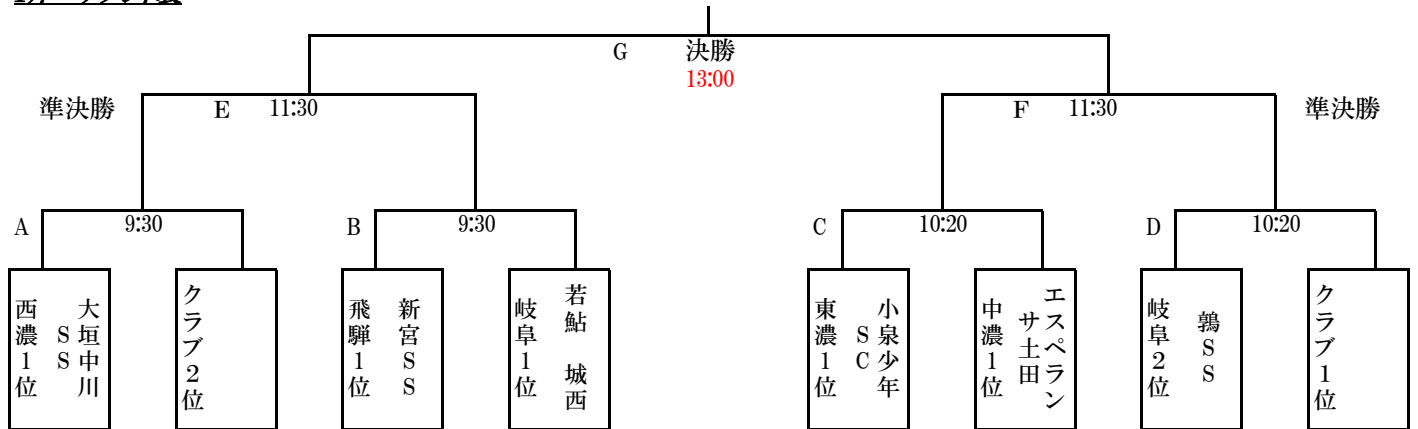 G 決勝
13:00
準決勝 E 11:30
F 11:30 準決勝
A 9:30
B 9:30
C 10:20
D 10:20
西濃1位
大垣中川SS
クラブ2位
飛騨1位
新宮SS
岐阜1位
若鮎 城西
東濃1位
小泉少年SC
中濃1位
エスペランサ土田
岐阜2位
鶉SS
クラブ1位